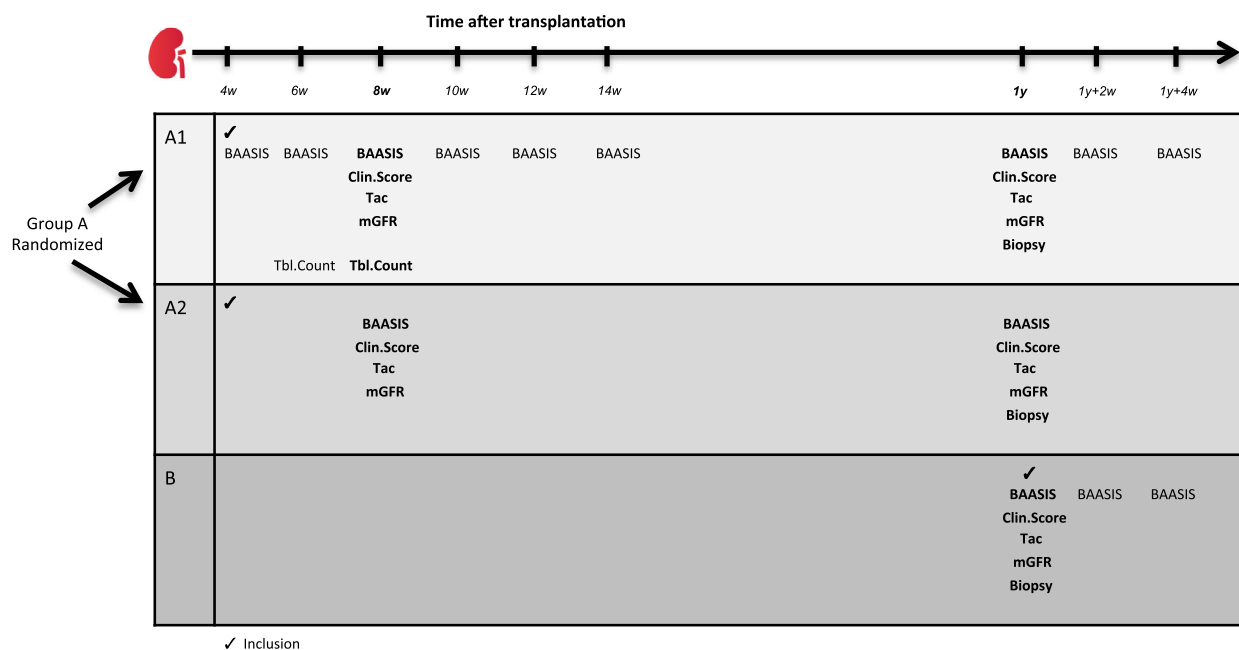 Time after transplantation
4w 6w 8w 10w 12w 14w 1y 1y+2w 1y+4w
Group A
Randomized
A1
✓
BAASIS BAASIS BAASIS BAASIS BAASIS BAASIS BAASIS BAASIS BAASIS
Clin.Score Clin.Score
Tac Tac
mGFR mGFR
Biopsy
Tbl.Count Tbl.Count
A2
✓
BAASIS BAASIS
Clin.Score Clin.Score
Tac Tac
mGFR mGFR
Biopsy
B
✓
BAASIS BAASIS BAASIS
Clin.Score
Tac
mGFR
Biopsy
✓ Inclusion